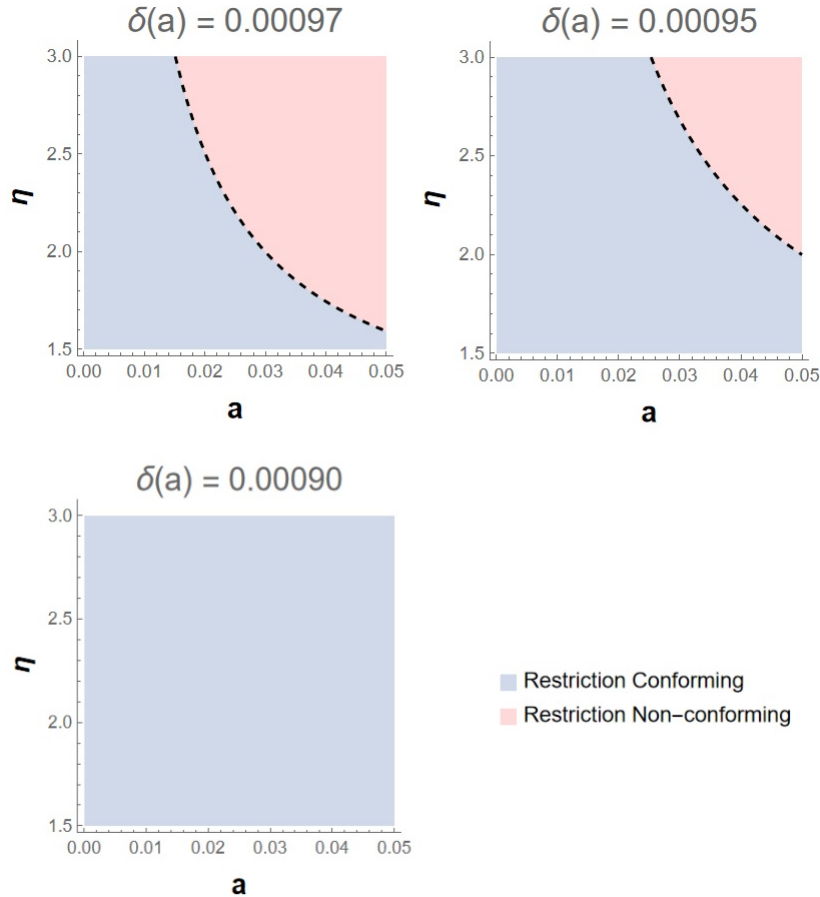 δ(a) = 0.00097
3.0
2.5
2.0
1.5
η
0.00 0.01 0.02 0.03 0.04 0.05
a
δ(a) = 0.00095
3.0
2.5
2.0
1.5
η
0.00 0.01 0.02 0.03 0.04 0.05
a
δ(a) = 0.00090
3.0
2.5
2.0
1.5
η
0.00 0.01 0.02 0.03 0.04 0.05
a
Restriction Conforming
Restriction Non−conforming